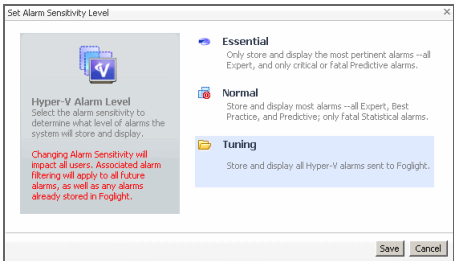 Set Alarm Sensitivity Level
Hyper-V Alarm Level
Select the alarm sensitivity to
determine what level of alarms the
system will store and display.
Changing Alarm Sensitivity will
impact all users. Associated alarm
filtering will apply to all future
alarms, as well as any alarms
already stored in Foglight.
Essential
Only store and display the most pertinent alarms --all
Expert, and only critical or fatal Predictive alarms.
Normal
Store and display most alarms --all Expert, Best
Practice, and Predictive; only fatal Statistical alarms.
Tuning
Store and display all Hyper-V alarms sent to Foglight.
Save Cancel